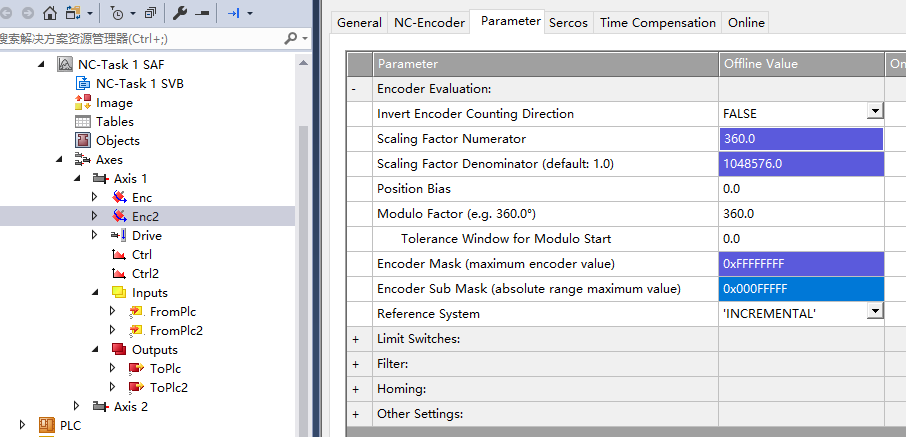 搜索解决方案资源管理器(Ctrl+;)
NC-Task 1 SAF
NC-Task 1 SVB
Image
Tables
Objects
Axes
Axis 1
Enc
Enc2
Drive
Ctrl
Ctrl2
Inputs
FromPlc
FromPlc2
Outputs
ToPlc
ToPlc2
Axis 2
PLC
General NC-Encoder Parameter Sercos Time Compensation Online
Parameter Offline Value On
- Encoder Evaluation:
Invert Encoder Counting Direction FALSE
Scaling Factor Numerator 360.0
Scaling Factor Denominator (default: 1.0) 1048576.0
Position Bias 0.0
Modulo Factor (e.g. 360.0°) 360.0
Tolerance Window for Modulo Start 0.0
Encoder Mask (maximum encoder value) 0xFFFFFFFF
Encoder Sub Mask (absolute range maximum value) 0x000FFFFF
Reference System 'INCREMENTAL'
+ Limit Switches:
+ Filter:
+ Homing:
+ Other Settings: